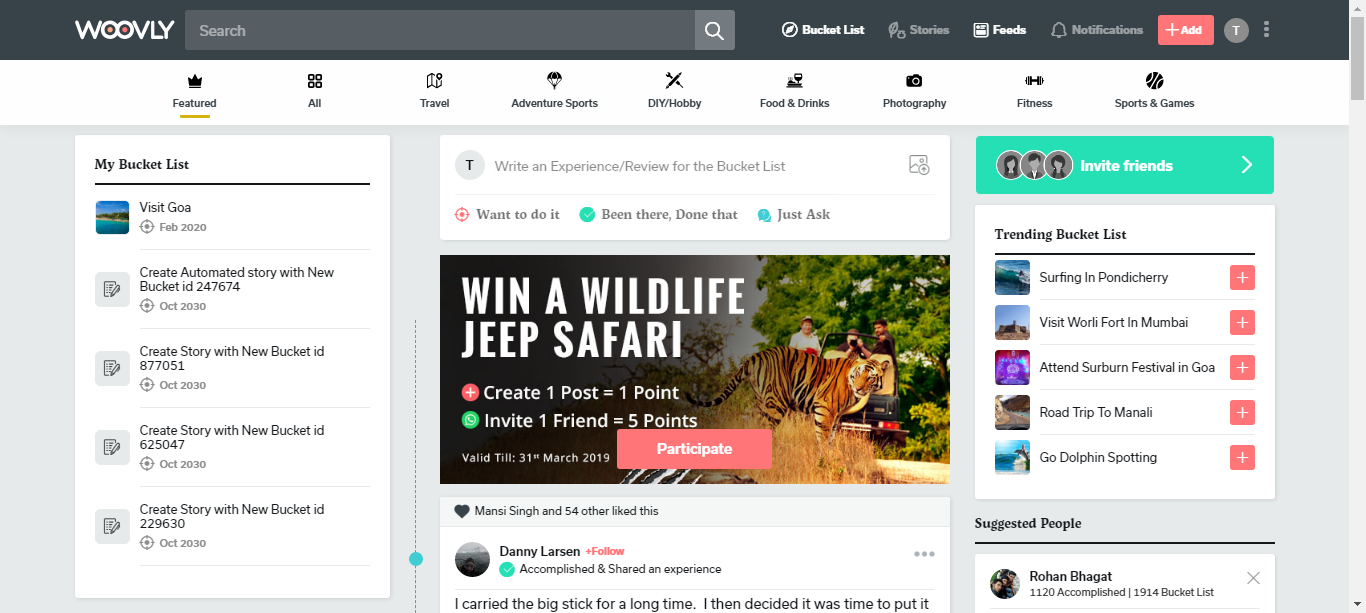 WOOVLY
Search
Bucket List
Stories
Feeds
Notifications
Add
T
Featured
All
Travel
Adventure Sports
DIY/Hobby
Food & Drinks
Photography
Fitness
Sports & Games
My Bucket List
Visit Goa
Feb 2020
Create Automated story with New
Bucket id 247674
Oct 2030
Create Story with New Bucket id
877051
Oct 2030
Create Story with New Bucket id
625047
Oct 2030
Create Story with New Bucket id
229630
Oct 2030
T
Write an Experience/Review for the Bucket List
Want to do it
Been there, Done that
Just Ask
WIN A WILDLIFE
JEEP SAFARI
Create 1 Post = 1 Point
Invite 1 Friend = 5 Points
Valid Till: 31st March 2019
Participate
Mansi Singh and 54 other liked this
Danny Larsen +Follow
Accomplished & Shared an experience
I carried the big stick for a long time. I then decided it was time to put it
Invite friends
Trending Bucket List
Surfing In Pondicherry
Visit Worli Fort In Mumbai
Attend Surburn Festival in Goa
Road Trip To Manali
Go Dolphin Spotting
Suggested People
Rohan Bhagat
1120 Accomplished | 1914 Bucket List